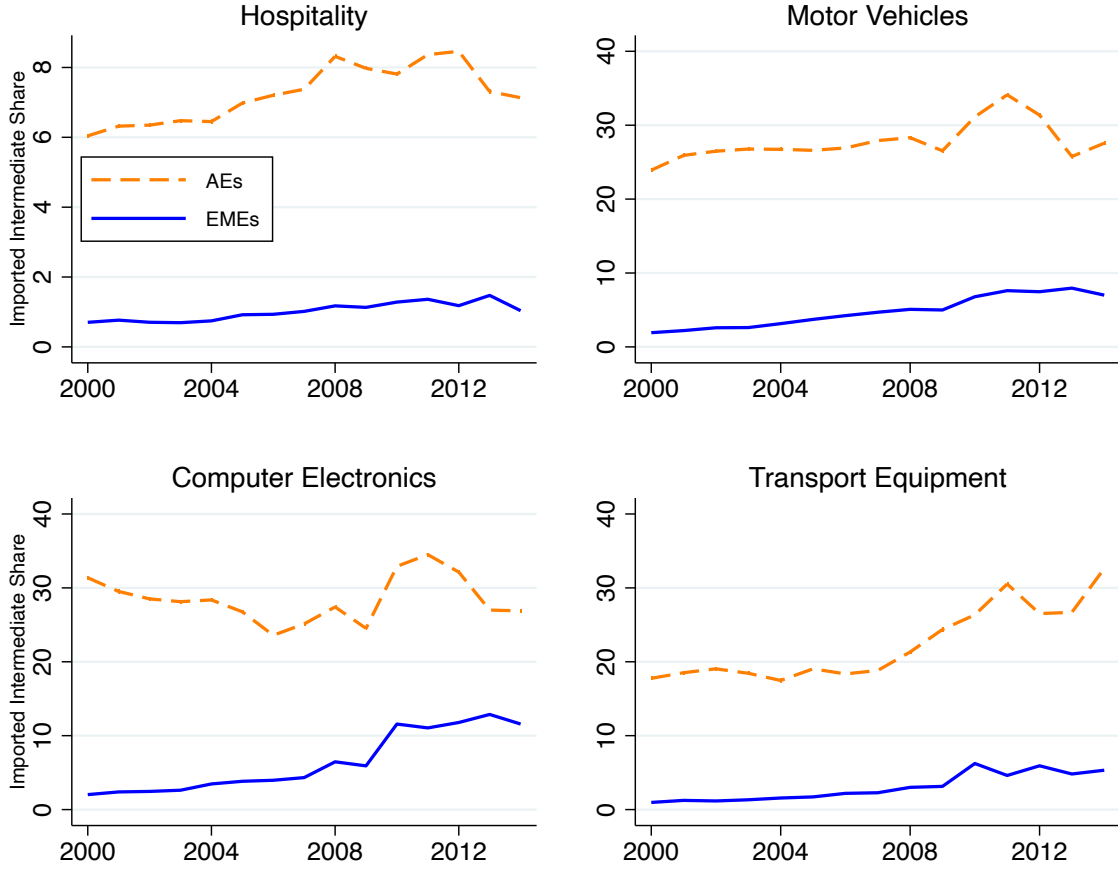 Hospitality
Imported Intermediate Share
8
6
4
2
0
AEs
EMEs
2000 2004 2008 2012
Motor Vehicles
40
30
20
10
0
2000 2004 2008 2012
Computer Electronics
Imported Intermediate Share
40
30
20
10
0
2000 2004 2008 2012
Transport Equipment
40
30
20
10
0
2000 2004 2008 2012